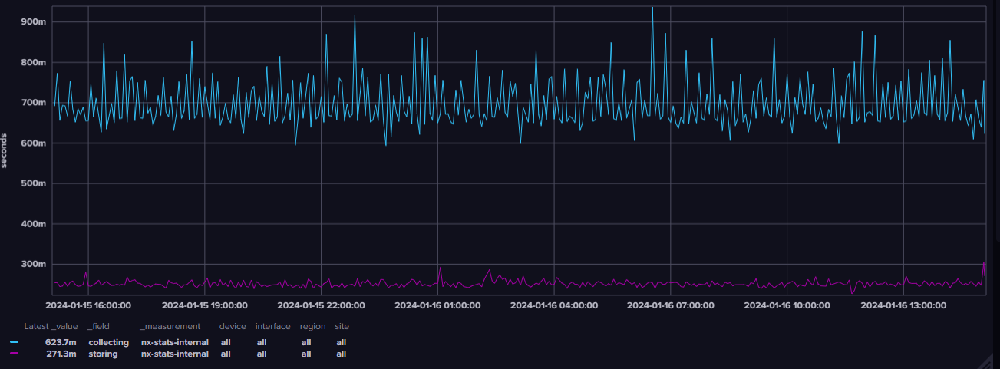 900m
800m
700m
600m
500m
400m
300m
seconds
2024-01-15 16:00:00 2024-01-15 19:00:00 2024-01-15 22:00:00 2024-01-16 01:00:00 2024-01-16 04:00:00 2024-01-16 07:00:00 2024-01-16 10:00:00 2024-01-16 13:00:00
Latest _value _field _measurement device interface region site
623.7m collecting nx-stats-internal all all all all
271.3m storing nx-stats-internal all all all all